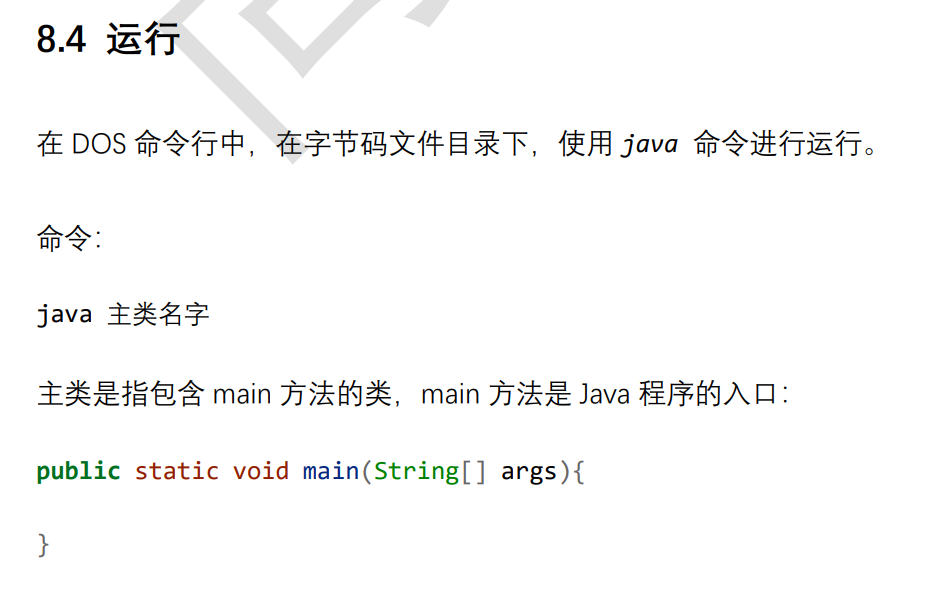 8.4 运行
在 DOS 命令行中，在字节码文件目录下，使用 java 命令进行运行。
命令：
java 主类名字
主类是指包含 main 方法的类，main 方法是 Java 程序的入口：
public static void main(String[] args){
}